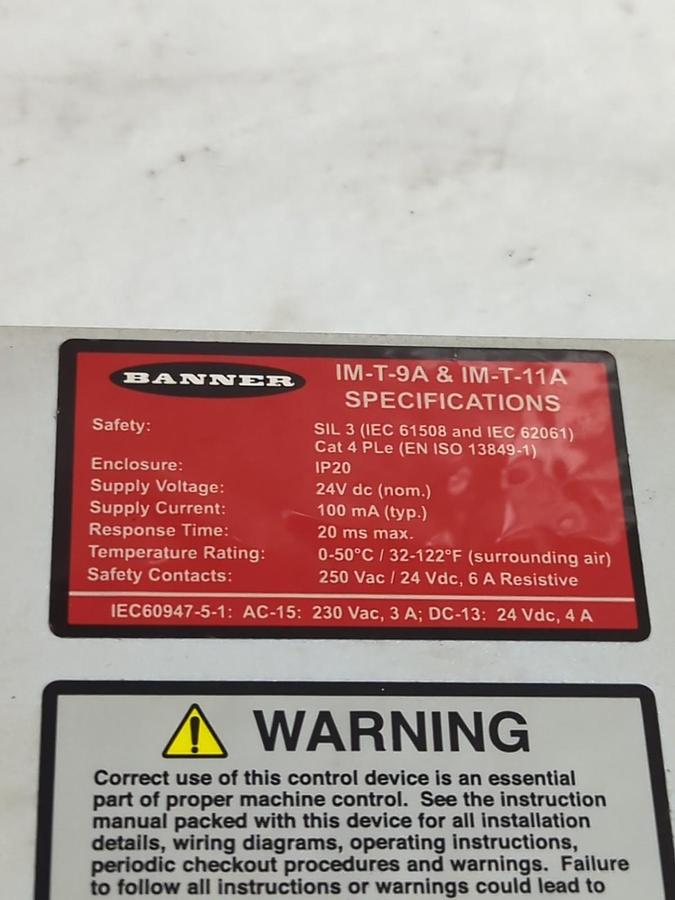 BANNER
IM-T-9A & IM-T-11A
SPECIFICATIONS
Safety: SIL 3 (IEC 61508 and IEC 62061)
Cat 4 PLe (EN ISO 13849-1)
Enclosure: IP20
Supply Voltage: 24V dc (nom.)
Supply Current: 100 mA (typ.)
Response Time: 20 ms max.
Temperature Rating: 0-50°C / 32-122°F (surrounding air)
Safety Contacts: 250 Vac / 24 Vdc, 6 A Resistive
IEC60947-5-1: AC-15: 230 Vac, 3 A; DC-13: 24 Vdc, 4 A
WARNING
Correct use of this control device is an essential
part of proper machine control. See the instruction
manual packed with this device for all installation
details, wiring diagrams, operating instructions,
periodic checkout procedures and warnings. Failure
to follow all instructions or warnings could lead to